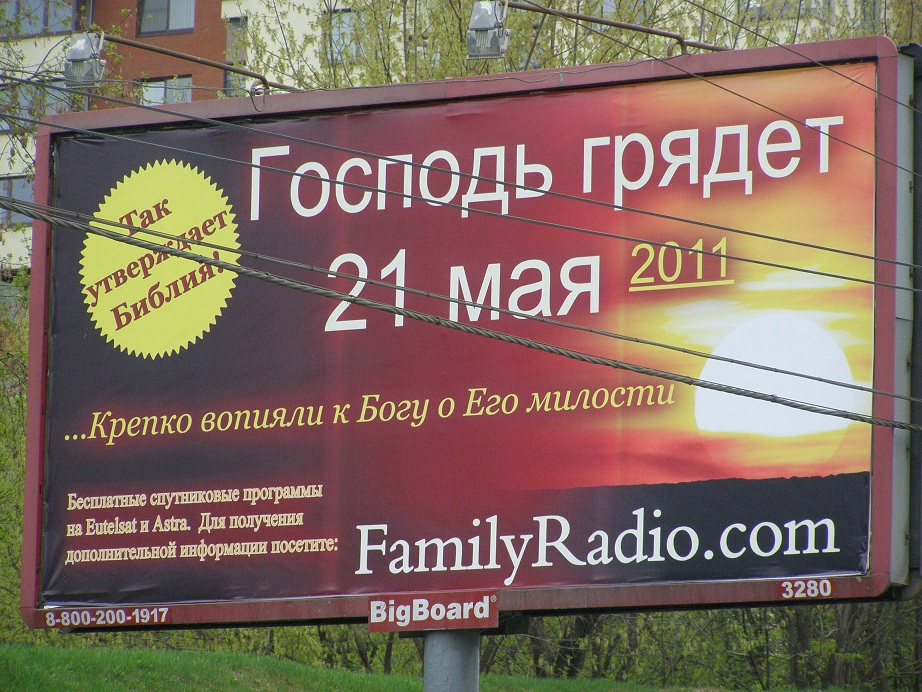 Так
утверждает
Библия!
Господь грядет
21 мая 2011
...Крепко вопияли к Богу о Его милости
Бесплатные спутниковые программы
на Eutelsat и Astra. Для получения
дополнительной информации посетите:
FamilyRadio.com
8-800-200-1917
BigBoard®
3280